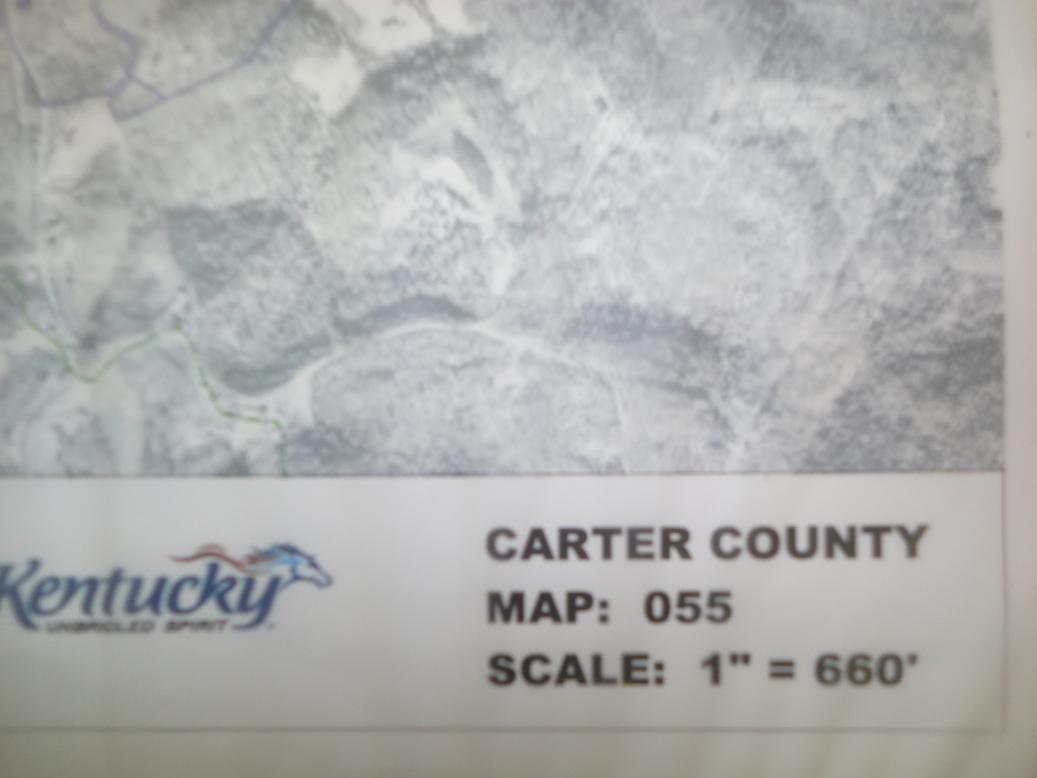 Kentucky
UNBRIDLED SPIRIT
CARTER COUNTY
MAP: 055
SCALE: 1" = 660'